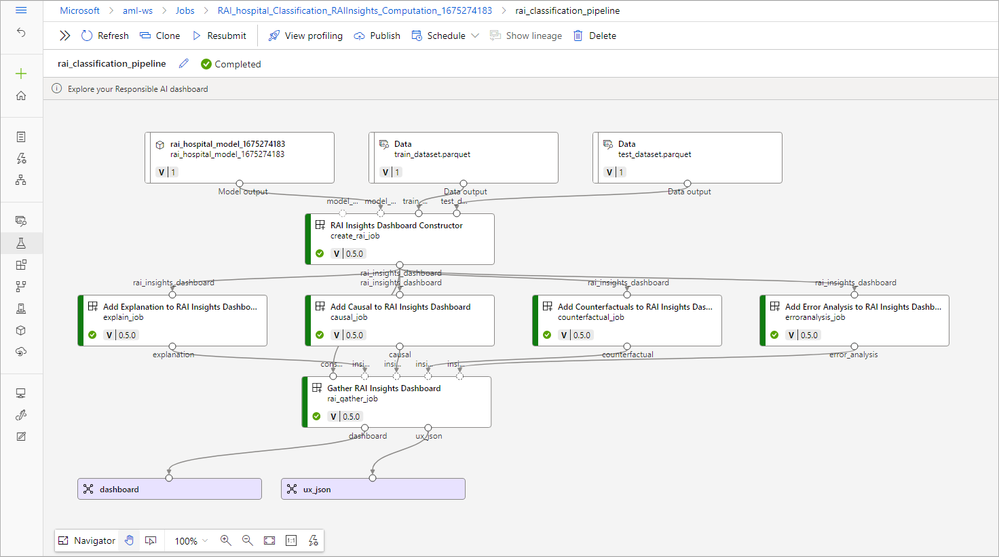 Microsoft > aml-ws > Jobs > RAI_hospital_Classification_RAIInsights_Computation_1675274183 > rai_classification_pipeline
Refresh Clone Resubmit View profiling Publish Schedule Show lineage Delete
rai_classification_pipeline Completed
Explore your Responsible AI dashboard
rai_hospital_model_1675274183
rai_hospital_model_1675274183
V 1
Data
train_dataset.parquet
V 1
Data
test_dataset.parquet
V 1
Model output
Data output
Data output
model_... model_... train_... test_d...
RAI Insights Dashboard Constructor
create_rai_job
V 0.5.0
rai_insights_dashboard
rai_insights_dashboard rai_insights_dashboard rai_insights_dashboard rai_insights_dashboard
Add Explanation to RAI Insights Dashbo...
explain_job
V 0.5.0
Add Causal to RAI Insights Dashboard
causal_job
V 0.5.0
Add Counterfactuals to RAI Insights Das...
counterfactual_job
V 0.5.0
Add Error Analysis to RAI Insights Dashb...
erroranalysis_job
V 0.5.0
explanation causal counterfactual error_analysis
cons... insi... insi... insi... insi...
Gather RAI Insights Dashboard
rai_gather_job
V 0.5.0
dashboard ux_json
dashboard
ux_json
Navigator 100% 1:1